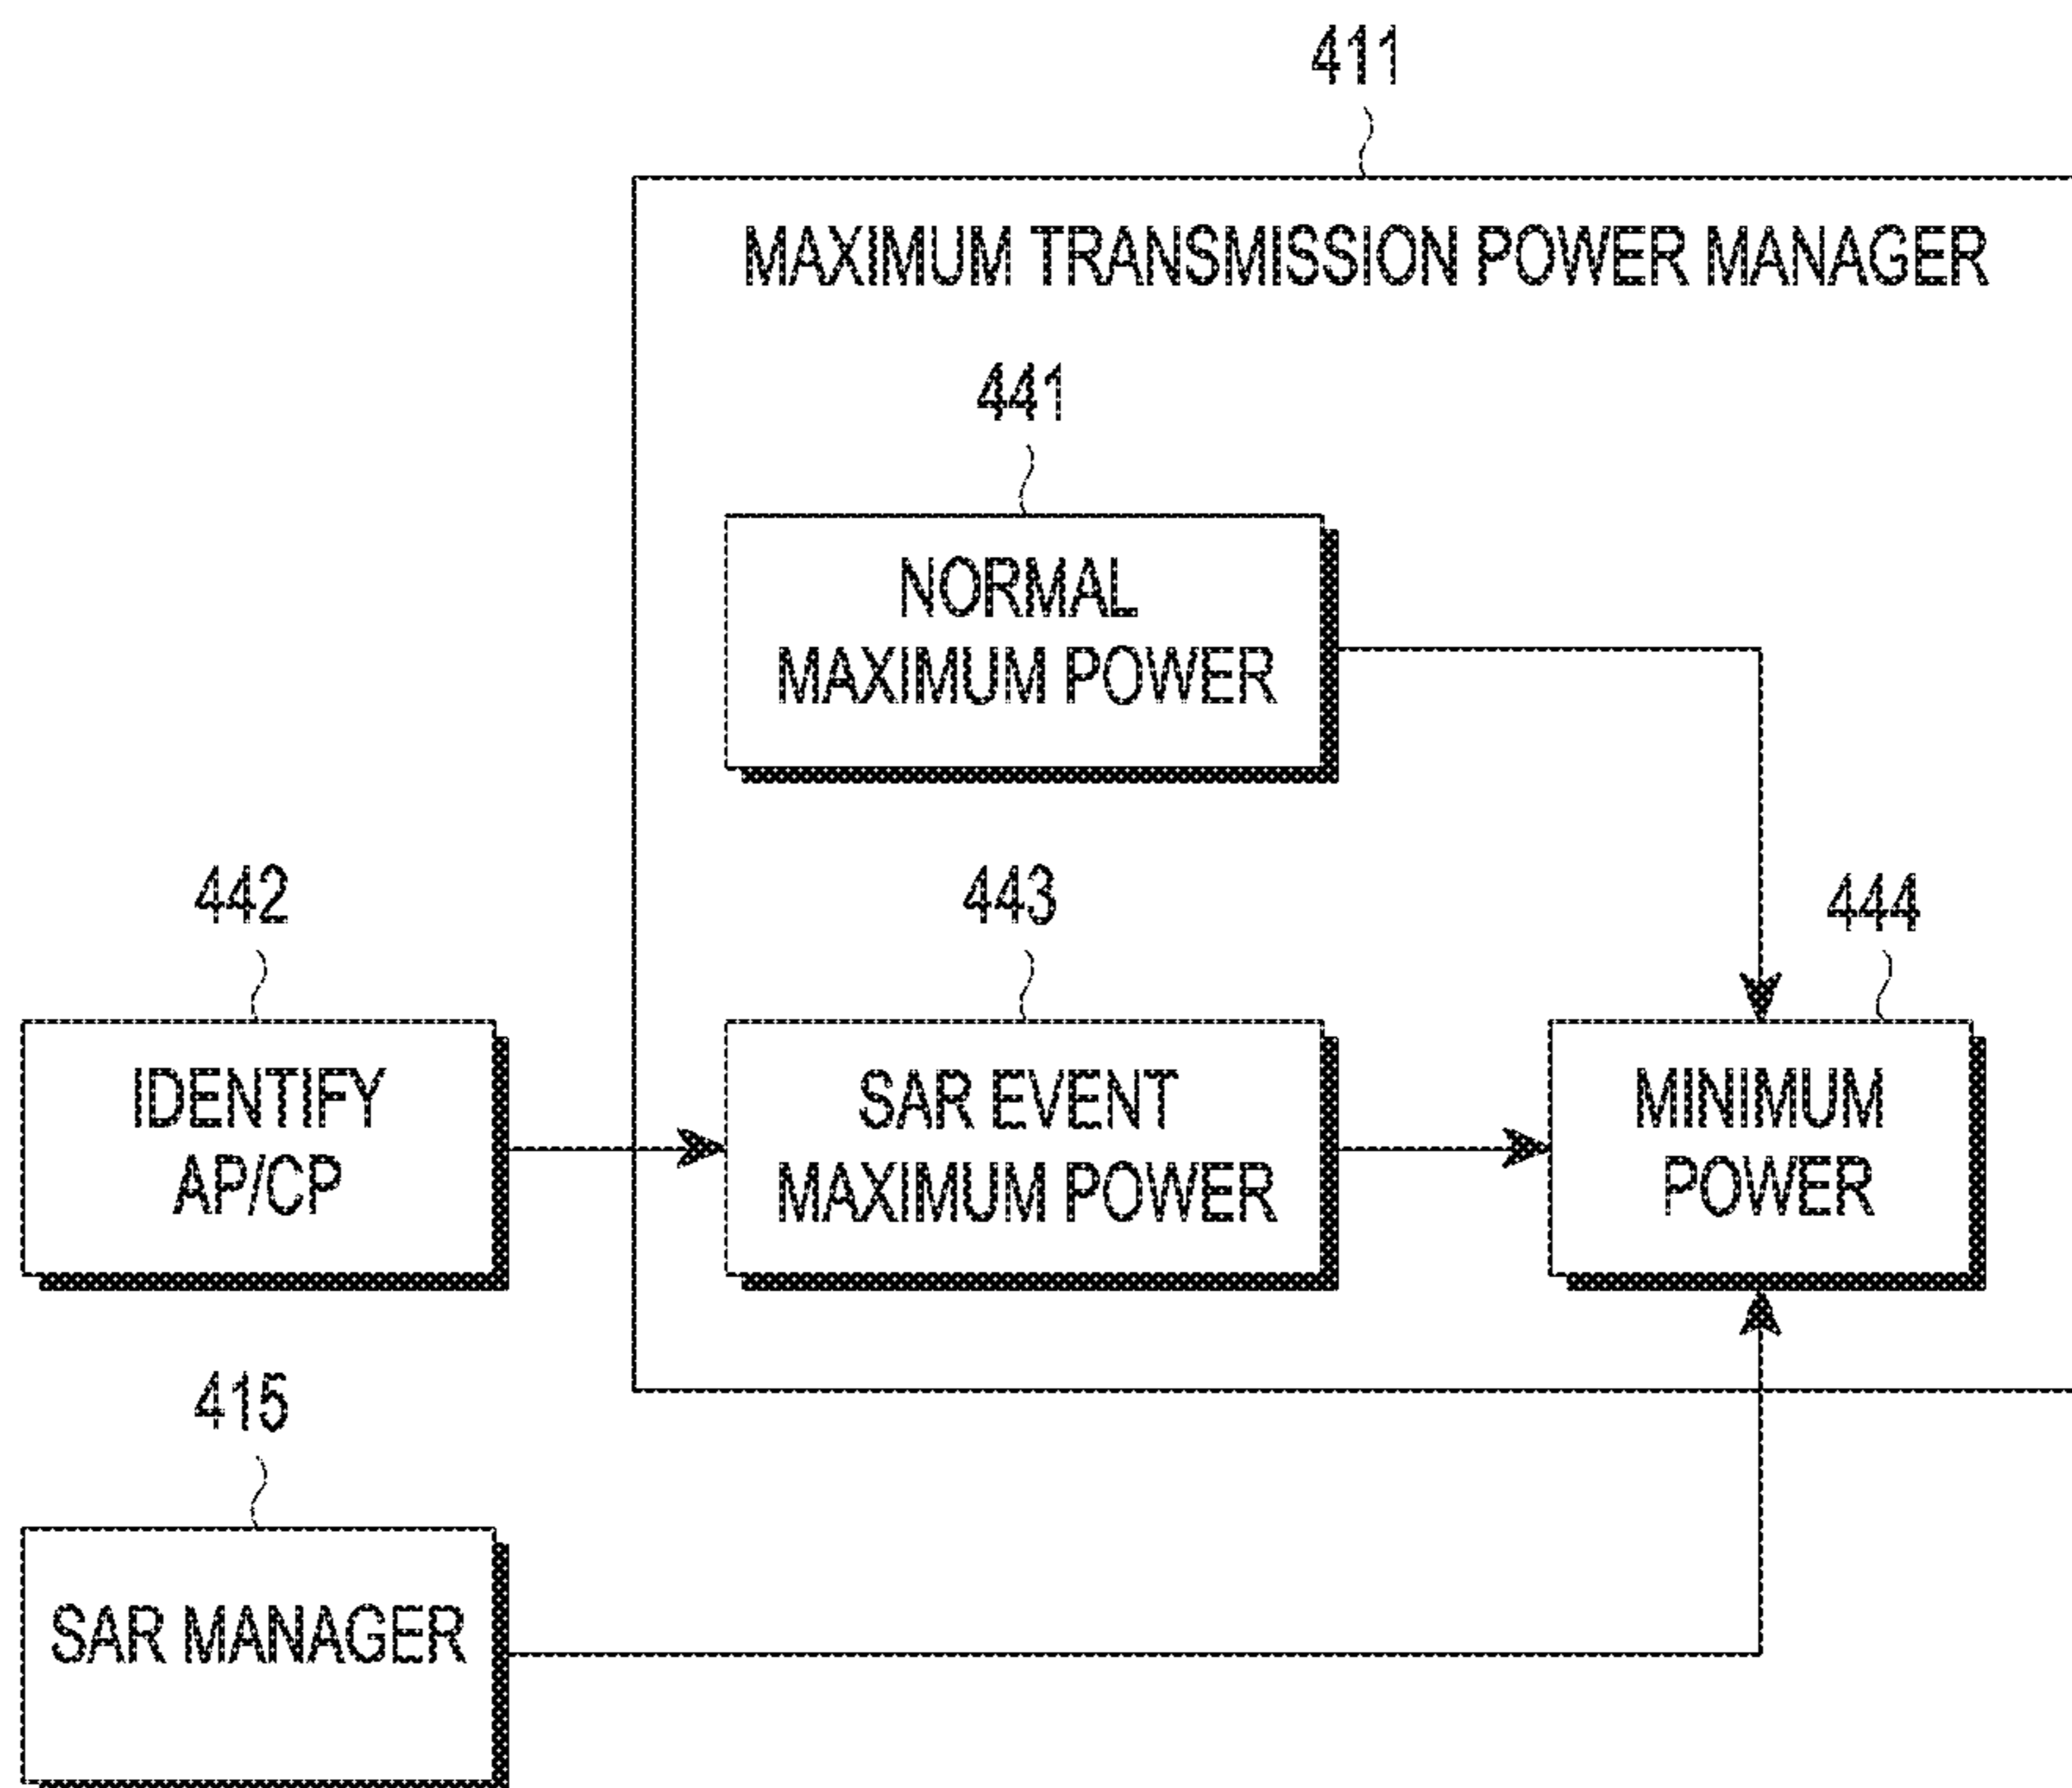 411
MAXIMUM TRANSMISSION POWER MANAGER
441
NORMAL
MAXIMUM POWER
442
443
444
IDENTIFY
AP/CP
SAR EVENT
MAXIMUM POWER
MINIMUM
POWER
415
SAR MANAGER